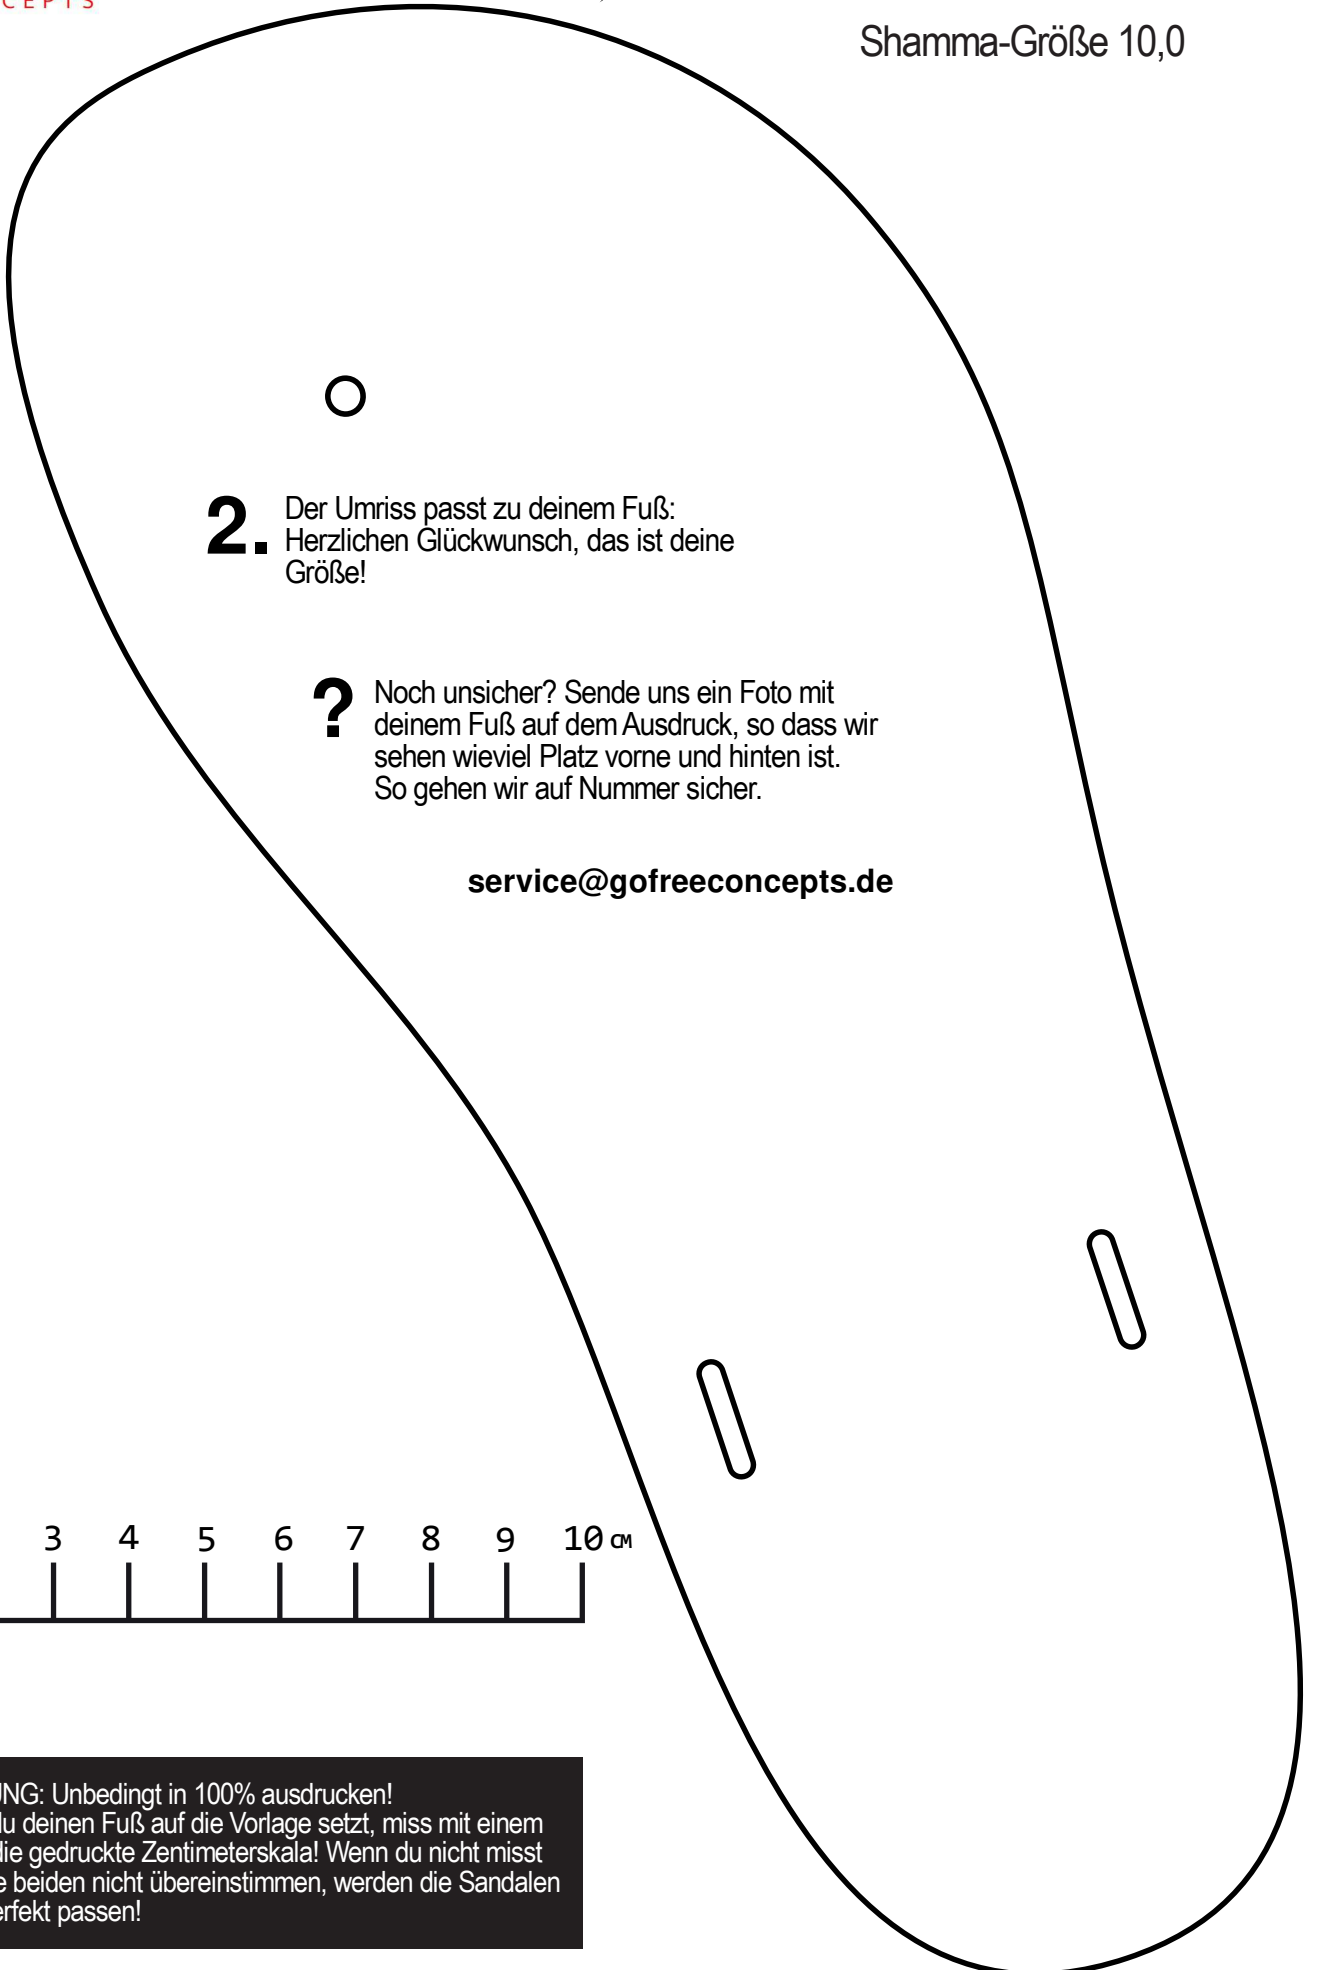 CEPTS
Shamma-Größe 10,0
2. Der Umriss passt zu deinem Fuß:
Herzlichen Glückwunsch, das ist deine
Größe!
? Noch unsicher? Sende uns ein Foto mit
deinem Fuß auf dem Ausdruck, so dass wir
sehen wieviel Platz vorne und hinten ist.
So gehen wir auf Nummer sicher.
service@gofreeconcepts.de
3 4 5 6 7 8 9 10 CM
UNG: Unbedingt in 100% ausdrucken!
du deinen Fuß auf die Vorlage setzt, miss mit einem
die gedruckte Zentimeterskala! Wenn du nicht misst
e beiden nicht übereinstimmen, werden die Sandalen
erfekt passen!